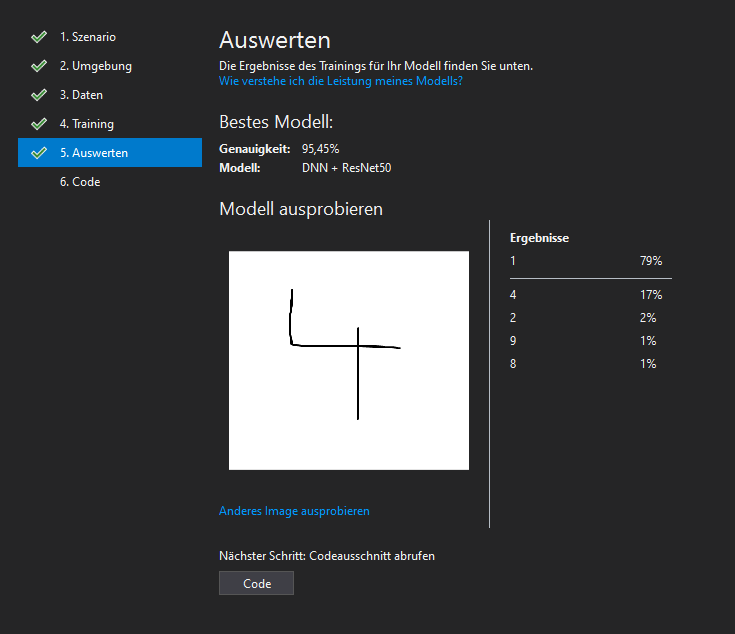 1. Szenario
2. Umgebung
3. Daten
4. Training
5. Auswerten
6. Code
Auswerten
Die Ergebnisse des Trainings für Ihr Modell finden Sie unten.
Wie verstehe ich die Leistung meines Modells?
Bestes Modell:
Genauigkeit: 95,45%
Modell: DNN + ResNet50
Modell ausprobieren
4
Ergebnisse
1 79%
4 17%
2 2%
9 1%
8 1%
Anderes Image ausprobieren
Nächster Schritt: Codeausschnitt abrufen
Code